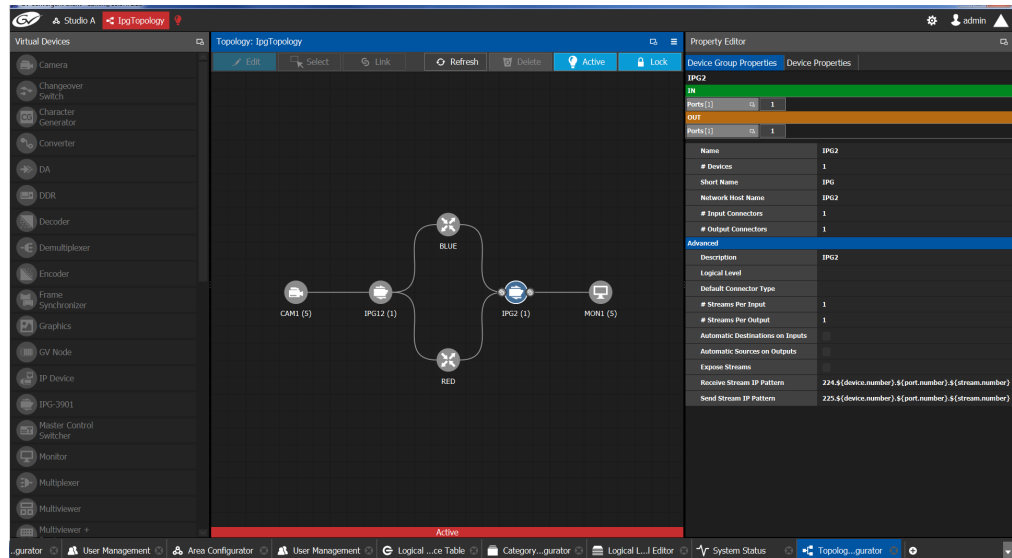 GV Studio A IpgTopology admin
Virtual Devices
Camera
Changeover
Switch
CG Character
Generator
Converter
DA
DDR
Decoder
Demultiplexer
Encoder
Frame
Synchronizer
Graphics
GV Node
IP Device
IPG-3901
Master Control
Switcher
Monitor
Multiplexer
Multiviewer
Multiviewer +
Topology: IpgTopology
Edit Select Link Refresh Delete Active Lock
BLUE
CAM1 (5) IPG12 (1) IPG2 (1) MON1 (5)
RED
Active
Property Editor
Device Group Properties Device Properties
IPG2
IN
Ports [1] 1
OUT
Ports [1] 1
Name IPG2
# Devices 1
Short Name IPG
Network Host Name IPG2
# Input Connectors 1
# Output Connectors 1
Advanced
Description IPG2
Logical Level
Default Connector Type
# Streams Per Input 1
# Streams Per Output 1
Automatic Destinations on Inputs
Automatic Sources on Outputs
Expose Streams
Receive Stream IP Pattern 224.${device.number}.${port.number}.${stream.number}
Send Stream IP Pattern 225.${device.number}.${port.number}.${stream.number}
..gurator User Management Area Configurator User Management Logical ...ce Table Category...gurator Logical L...l Editor System Status Topolog...gurator